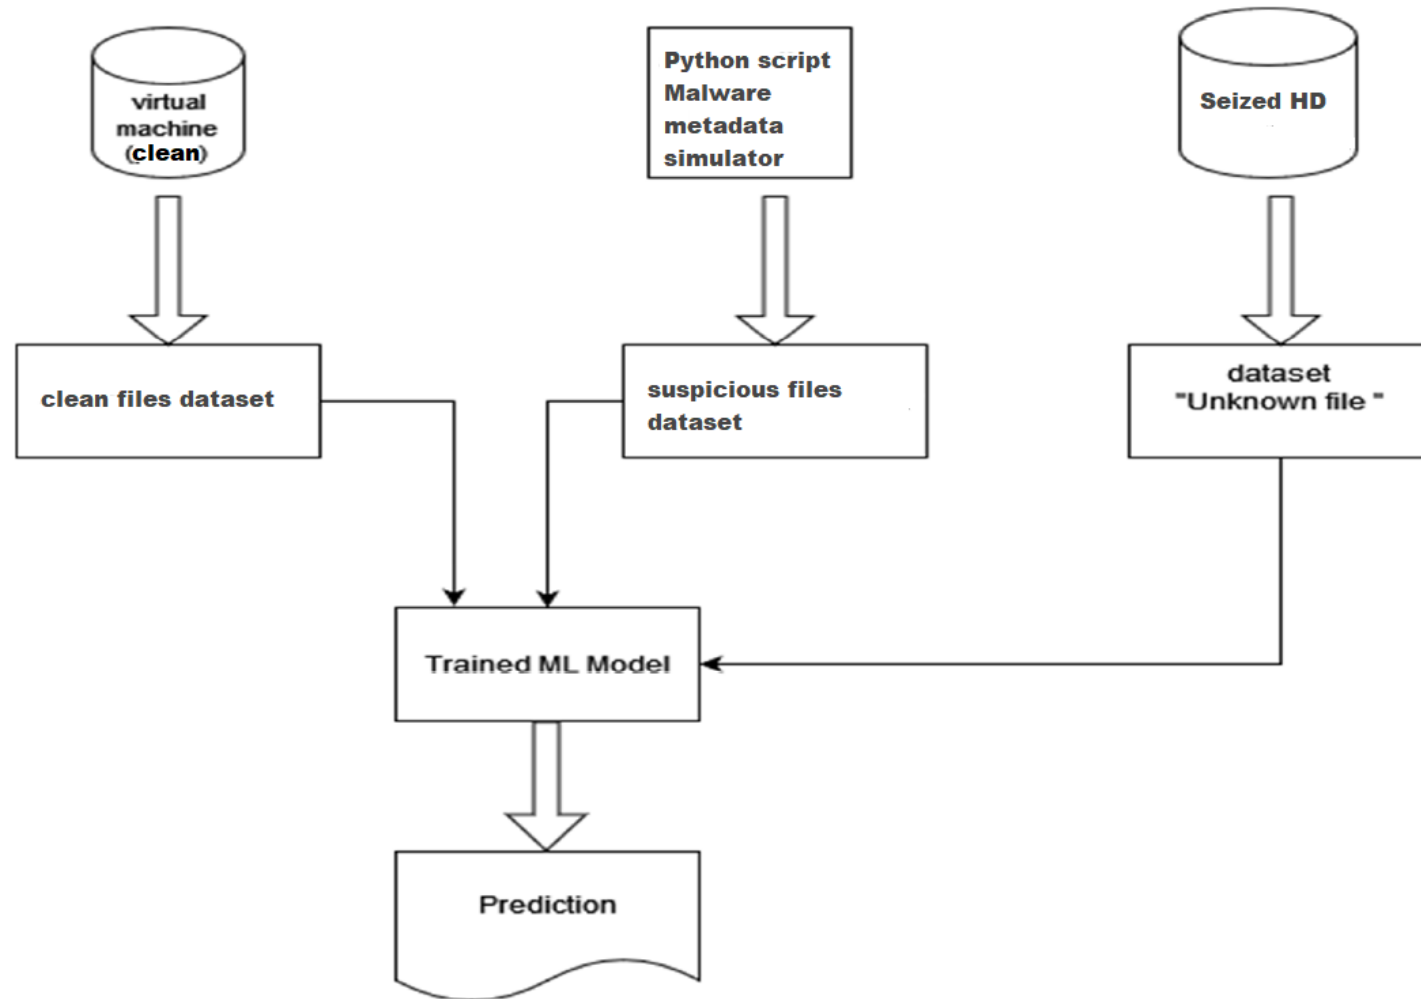 virtual
machine
(clean)
Python script
Malware
metadata
simulator
Seized HD
clean files dataset
suspicious files
dataset
dataset
"Unknown file "
Trained ML Model
Prediction